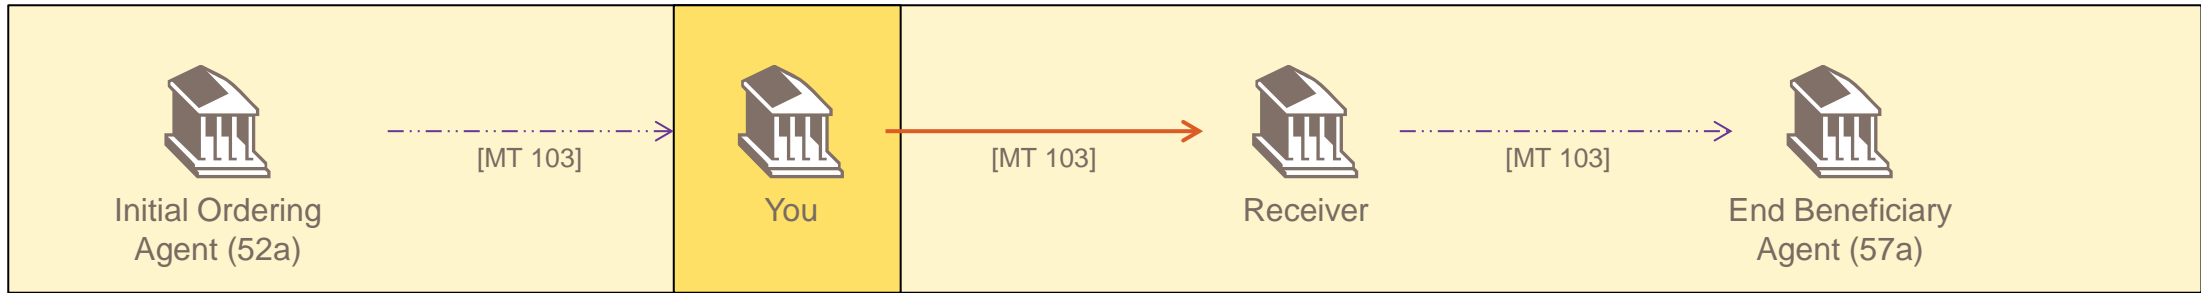 [MT 103]
[MT 103]
[MT 103]
Initial Ordering
Agent (52a)
You
Receiver
End Beneficiary
Agent (57a)